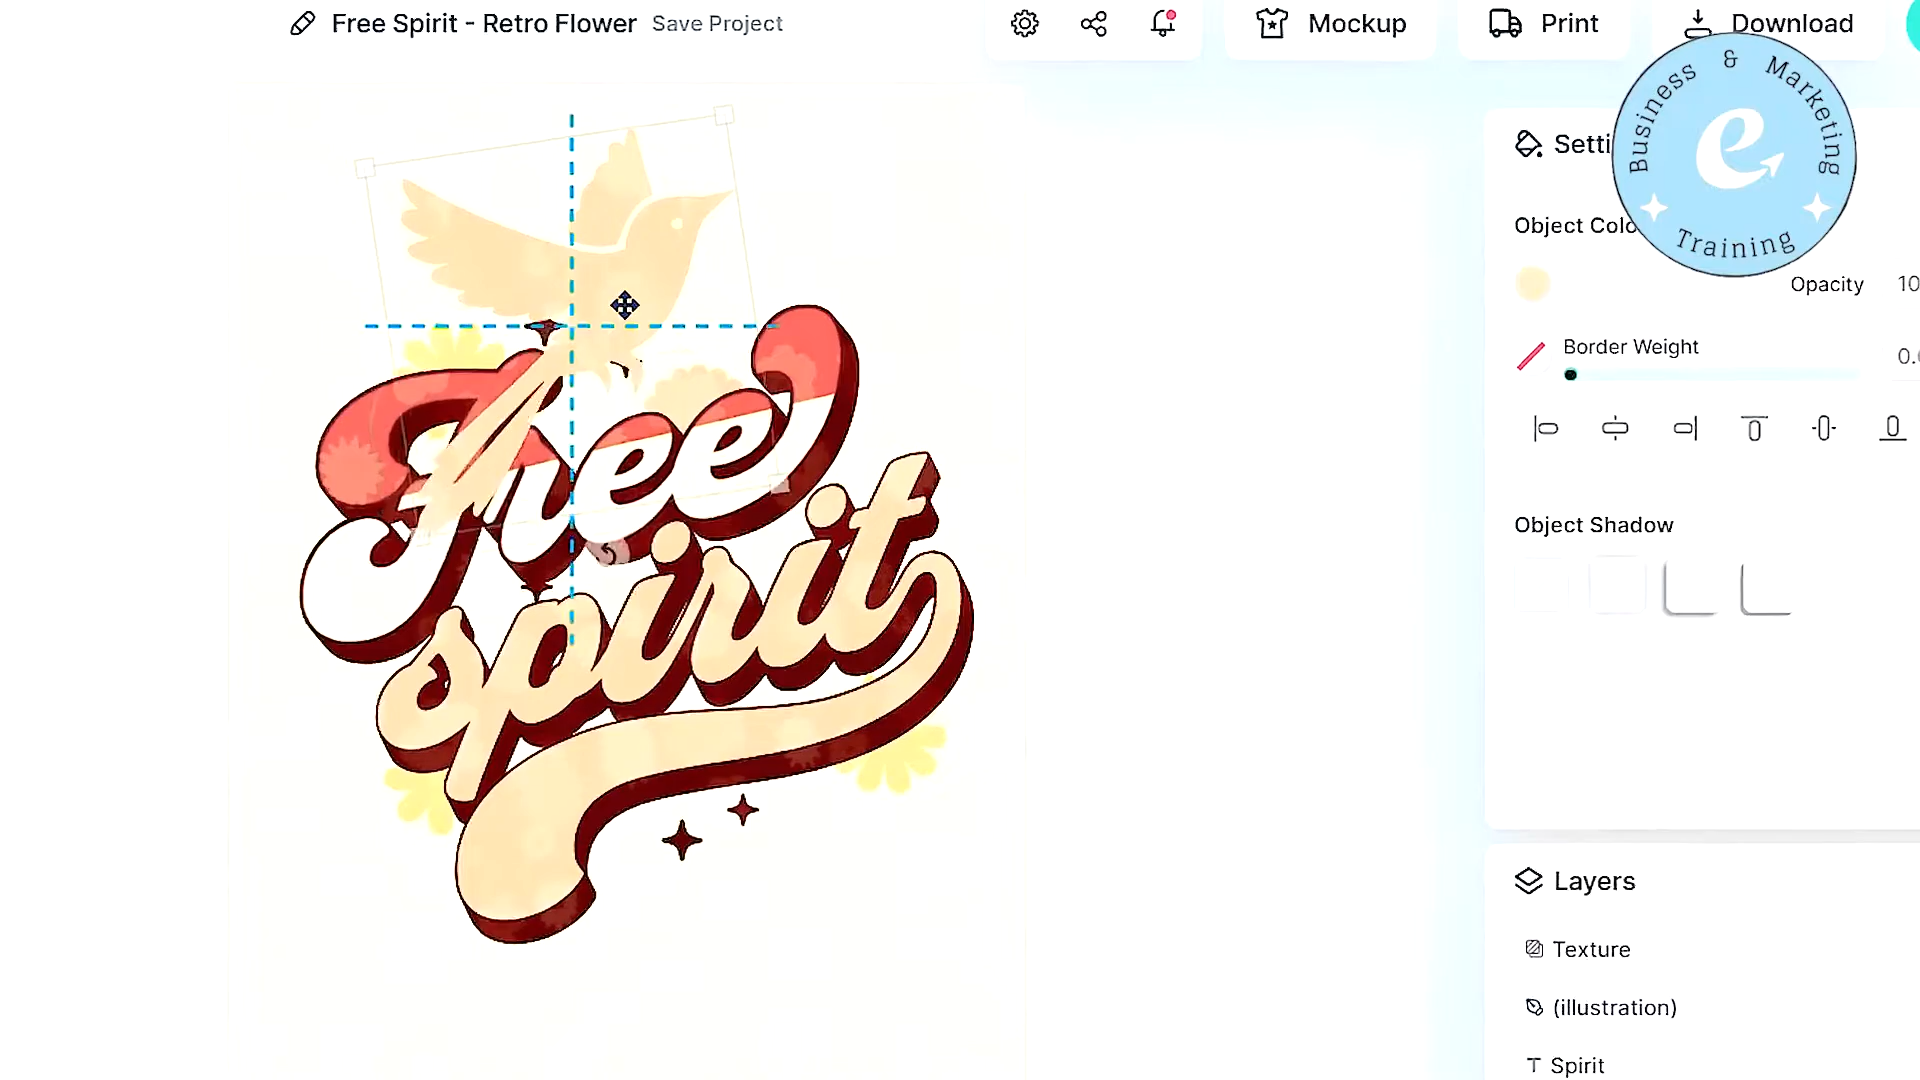 Free Spirit - Retro Flower Save Project
Mockup
Print
Download
Business & Marketing
e
Training
Setti
Object Colo
Opacity 10
Border Weight
0.
Object Shadow
Layers
Texture
(illustration)
Spirit
Free
spirit